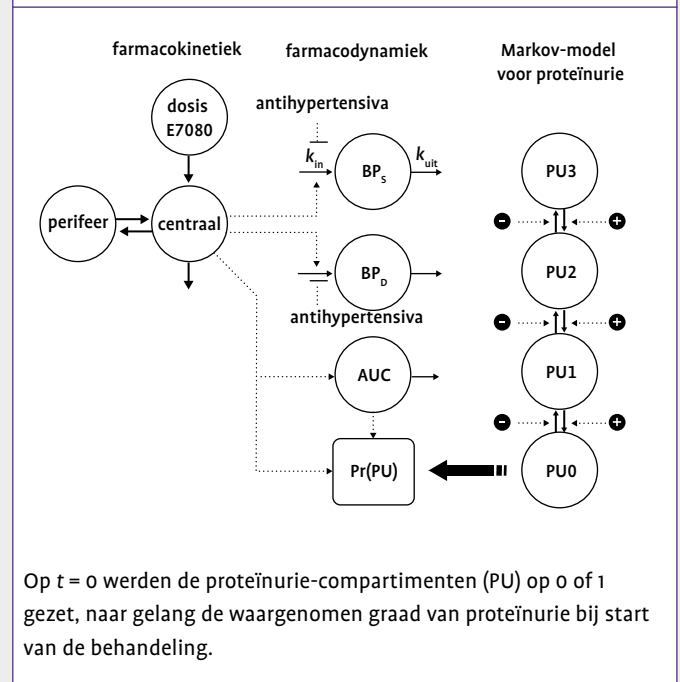 farmacokinetiek
farmacodynamiek
Markov-model
voor proteïnurie
dosis
E7080
antihypertensiva
k_in
BP_S
k_uit
PU3
perifeer
centraal
-
+
BP_D
PU2
antihypertensiva
-
+
AUC
PU1
-
+
Pr(PU)
PU0
Op t = 0 werden de proteïnurie-compartimenten (PU) op 0 of 1
gezet, naar gelang de waargenomen graad van proteïnurie bij start
van de behandeling.